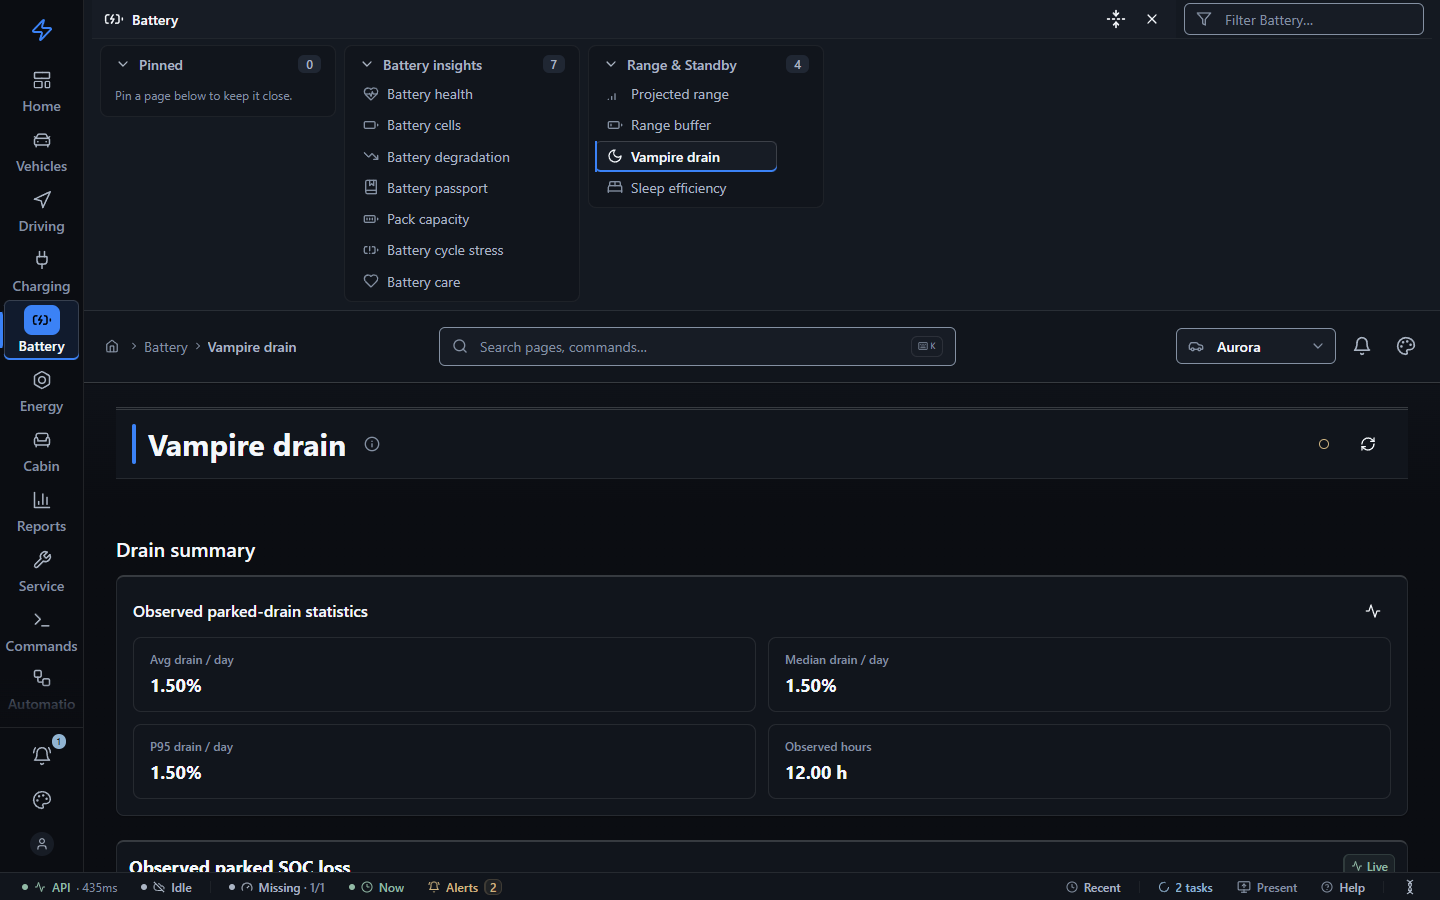 Battery
Filter Battery...
Pinned 0
Pin a page below to keep it close.
Battery insights 7
Battery health
Battery cells
Battery degradation
Battery passport
Pack capacity
Battery cycle stress
Battery care
Range & Standby 4
Projected range
Range buffer
Vampire drain
Sleep efficiency
Home
Vehicles
Driving
Charging
Battery
Energy
Cabin
Reports
Service
Commands
Automatio
1
Battery
Vampire drain
Search pages, commands...
K
Aurora
Vampire drain
Drain summary
Observed parked-drain statistics
Avg drain / day
1.50%
Median drain / day
1.50%
P95 drain / day
1.50%
Observed hours
12.00 h
Observed parked SOC loss
Live
API · 435ms
Idle
Missing · 1/1
Now
Alerts 2
Recent
2 tasks
Present
Help